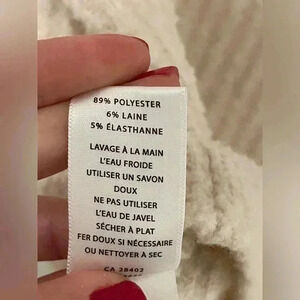 89% POLYESTER
6% LAINE
5% ÉLASTHANNE
LAVAGE À LA MAIN
L'EAU FROIDE
UTILISER UN SAVON
DOUX
NE PAS UTILISER
L'EAU DE JAVEL
SÉCHER À PLAT
FER DOUX SI NÉCESSAIRE
OU NETTOYER À SEC
CA 28402